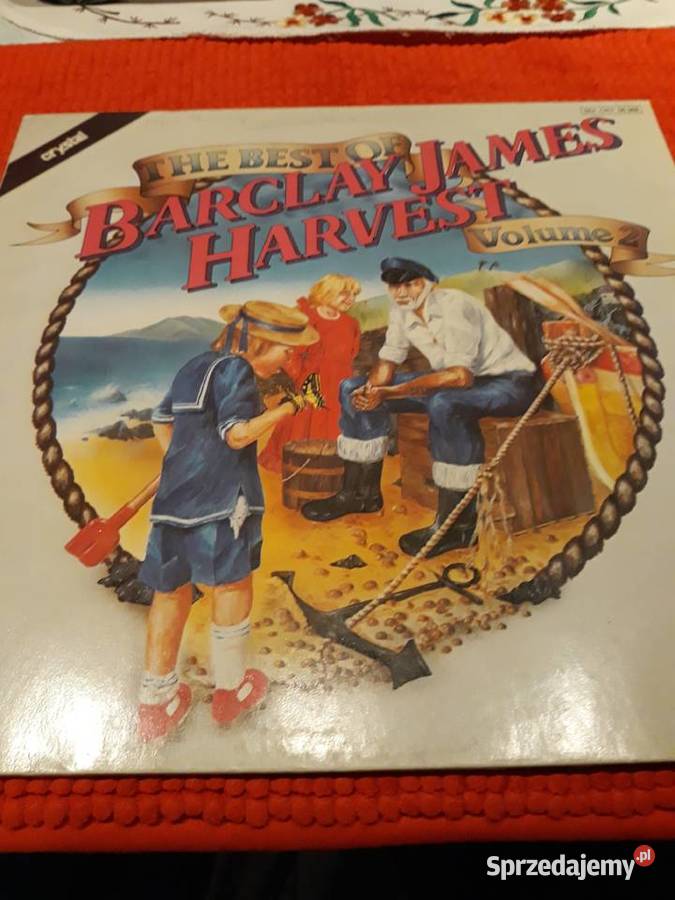 crystal
THE BEST OF
BARCLAY JAMES
HARVEST
Volume 2
Sprzedajemy.pl